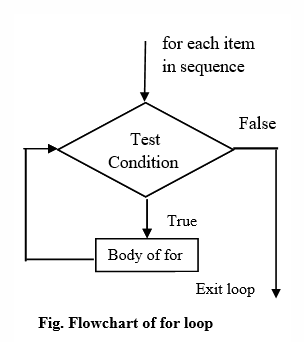 for each item
in sequence
False
Test
Condition
True
Body of for
Exit loop
Fig. Flowchart of for loop